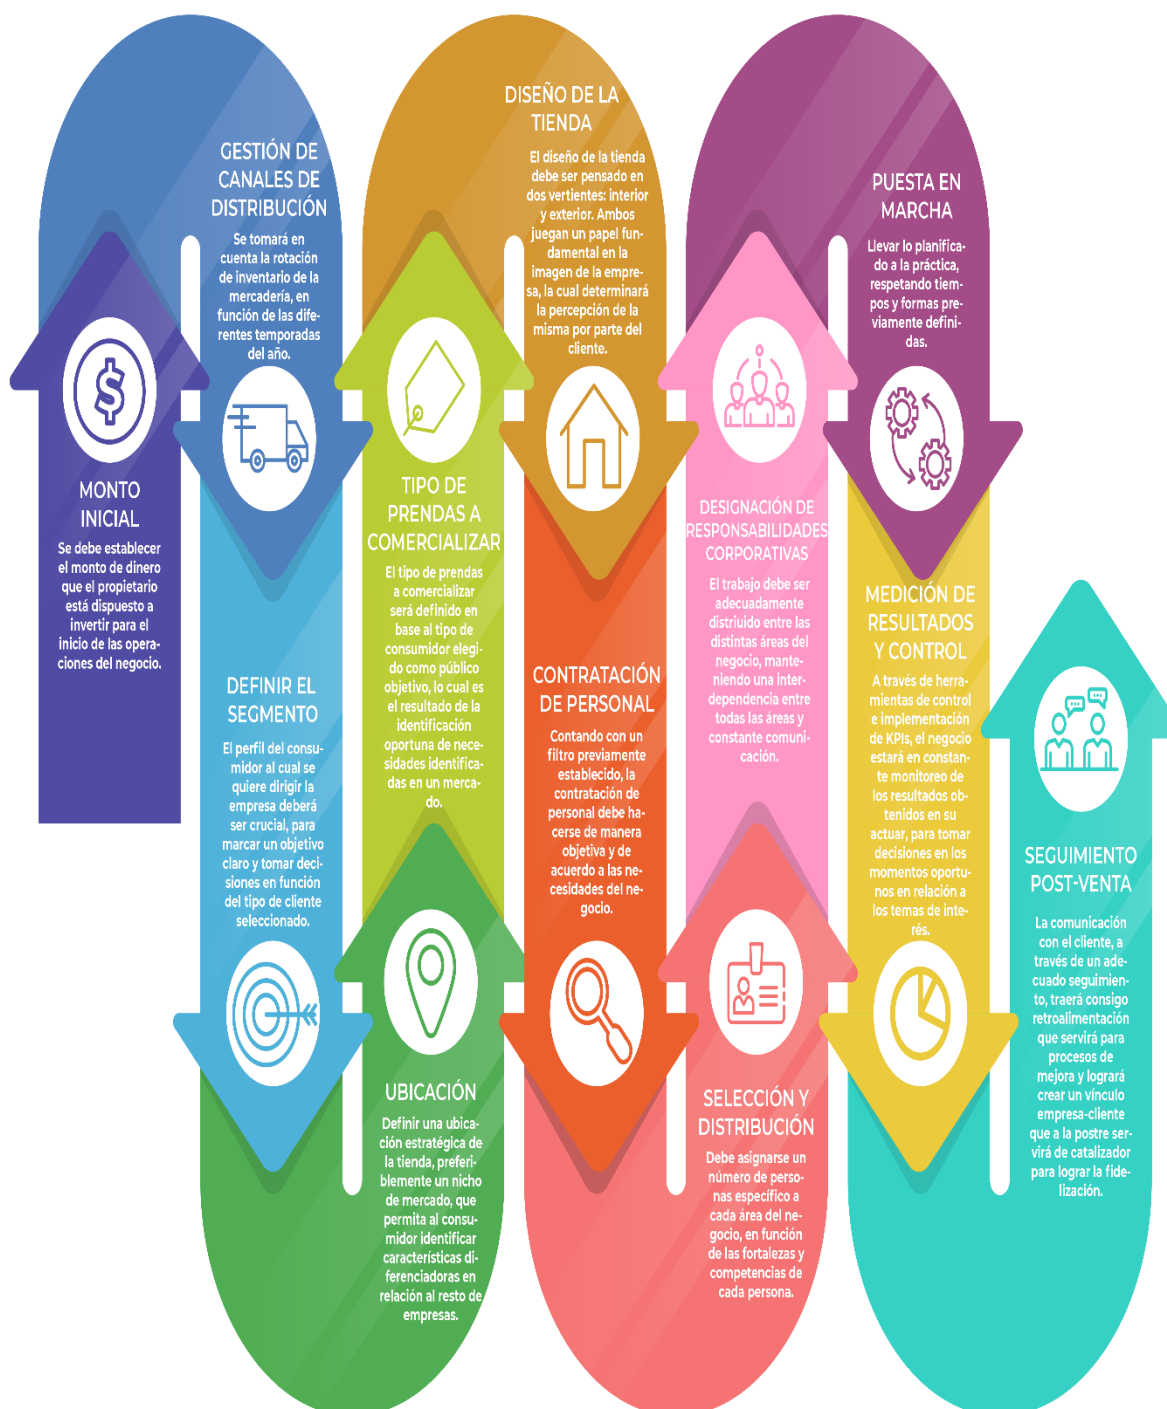 MONTO
INICIAL
Se debe establecer
el monto de dinero
que el propietario
está dispuesto a
invertir para el
inicio de las opera-
ciones del negocio.
GESTIÓN DE
CANALES DE
DISTRIBUCIÓN
Se tomará en
cuenta la rotación
de inventario de la
mercadería, en
función de las dife-
rentes temporadas
del año.
DEFINIR EL
SEGMENTO
El perfil del consu-
midor al cual se
quiere dirigir la
empresa deberá
ser crucial, para
marcar un objetivo
claro y tomar deci-
siones en función
del tipo de cliente
seleccionado.
UBICACIÓN
Definir una ubica-
ción estratégica de
la tienda, preferi-
blemente un nicho
de mercado, que
permita al consu-
midor identificar
características di-
ferenciadoras en
relación al resto de
empresas.
TIPO DE
PRENDAS A
COMERCIALIZAR
El tipo de prendas
a comercializar
será definido en
base al tipo de
consumidor elegi-
do como público
objetivo, lo cual es
el resultado de la
identificación
oportuna de nece-
sidades identifica-
das en un merca-
do.
DISEÑO DE LA
TIENDA
El diseño de la tienda
debe ser pensado en
dos vertientes: interior
y exterior. Ambos
juegan un papel fun-
damental en la
imagen de la empre-
sa, la cual determinará
la percepción de la
misma por parte del
cliente.
CONTRATACIÓN
DE PERSONAL
Contando con un
filtro previamente
establecido, la
contratación de
personal debe ha-
cerse de manera
objetiva y de
acuerdo a las ne-
cesidades del ne-
gocio.
SELECCIÓN Y
DISTRIBUCIÓN
Debe asignarse un
número de perso-
nas específico a
cada área del ne-
gocio, en función
de las fortalezas y
competencias de
cada persona.
DESIGNACIÓN DE
RESPONSABILIDADES
CORPORATIVAS
El trabajo debe ser
adecuadamente
distriuido entre las
distintas áreas del
negocio, mante-
niendo una inter-
dependencia entre
todas las áreas y
constante comuni-
cación.
PUESTA EN
MARCHA
Llevar lo planifica-
do a la práctica,
respetando tiem-
pos y formas pre-
viamente defini-
das.
MEDICIÓN DE
RESULTADOS
Y CONTROL
A través de herra-
mientas de control
e implementación
de KPIs, el negocio
estará en constan-
te monitoreo de
los resultados ob-
tenidos en su
actuar, para tomar
decisiones en los
momentos oportu-
nos en relación a
los temas de inte-
rés.
SEGUIMIENTO
POST-VENTA
La comunicación
con el cliente, a
través de un ade-
cuado seguimien-
to, traerá consigo
retroalimentación
que servirá para
procesos de
mejora y logrará
crear un vínculo
empresa-cliente
que a la postre ser-
virá de catalizador
para lograr la fide-
lización.